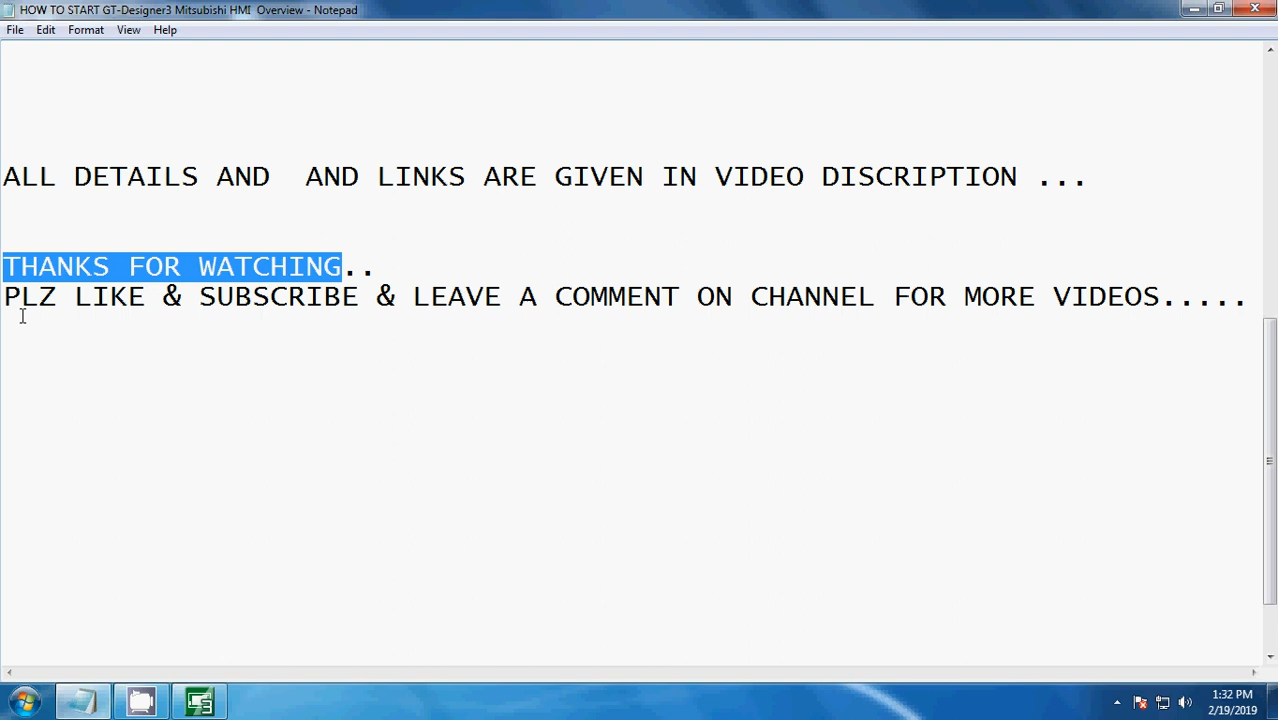 HOW TO START GT-Designer3 Mitsubishi HMI  Overview - Notepad
File Edit Format View Help
ALL DETAILS AND  AND LINKS ARE GIVEN IN VIDEO DISCRIPTION ...
THANKS FOR WATCHING..
PLZ LIKE & SUBSCRIBE & LEAVE A COMMENT ON CHANNEL FOR MORE VIDEOS.....
1:32 PM
2/19/2019